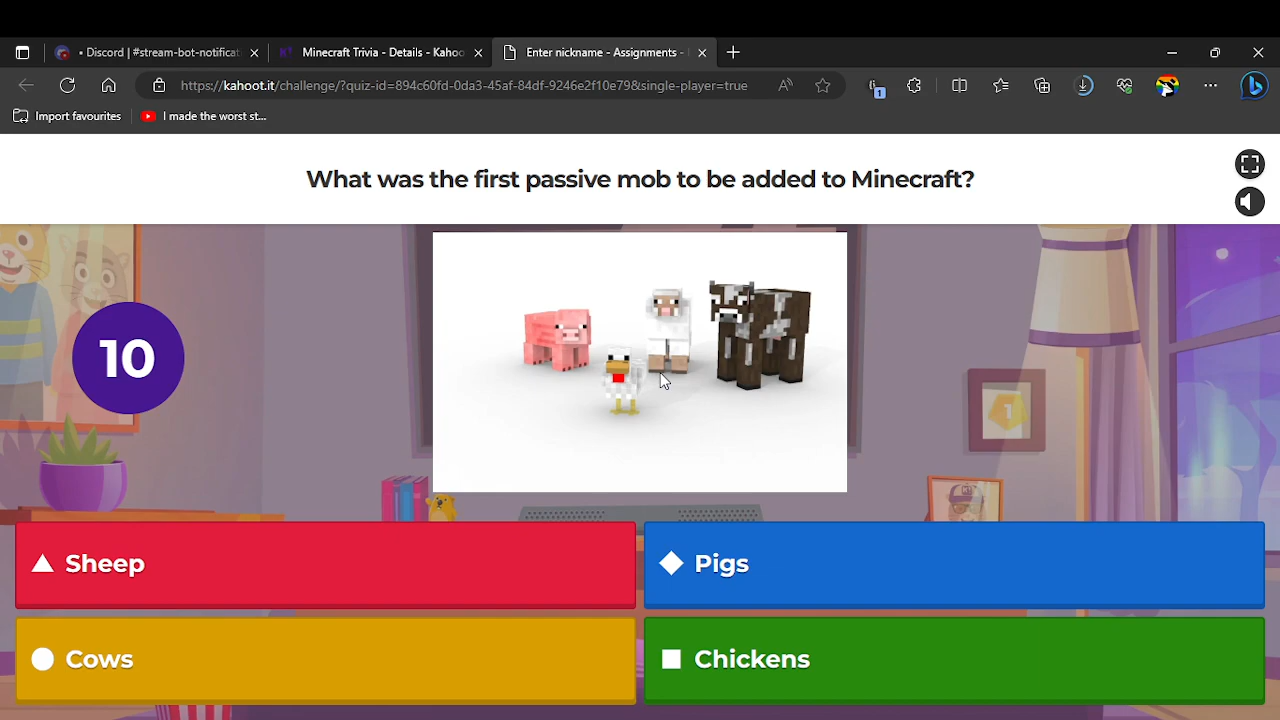 • Discord | #stream-bot-notificat
Minecraft Trivia - Details - Kahoo
Enter nickname - Assignments -
https://kahoot.it/challenge/?quiz-id=894c60fd-0da3-45af-84df-9246e2f10e79&single-player=true
1
Import favourites
I made the worst st...
What was the first passive mob to be added to Minecraft?
10
1
Sheep
Pigs
Cows
Chickens